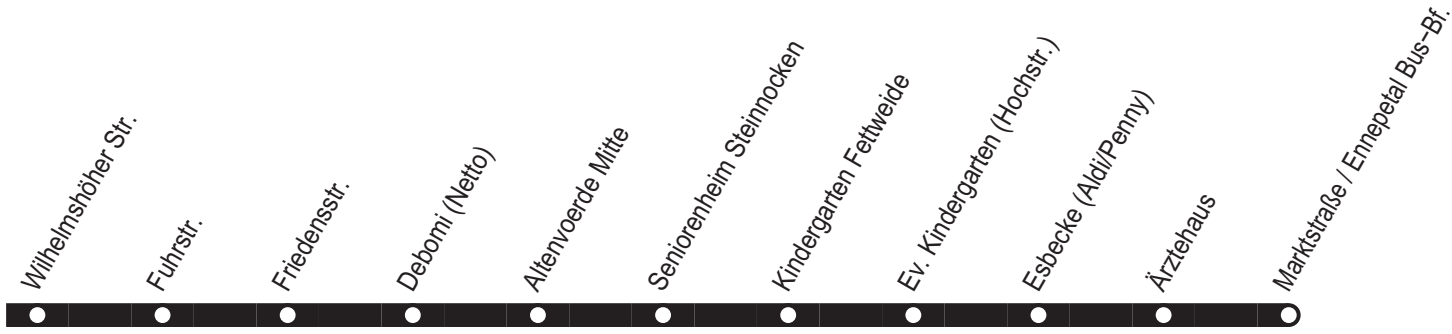 Wilhelmshöher Str.
Fuhrstr.
Friedensstr.
Debomi (Netto)
Altenvoerde Mitte
Seniorenheim Steinnocken
Kindergarten Fettweide
Ev. Kindergarten (Hochstr.)
Esbecke (Aldi/Penny)
Ärztehaus
Marktstraße / Ennepetal Bus-Bf.